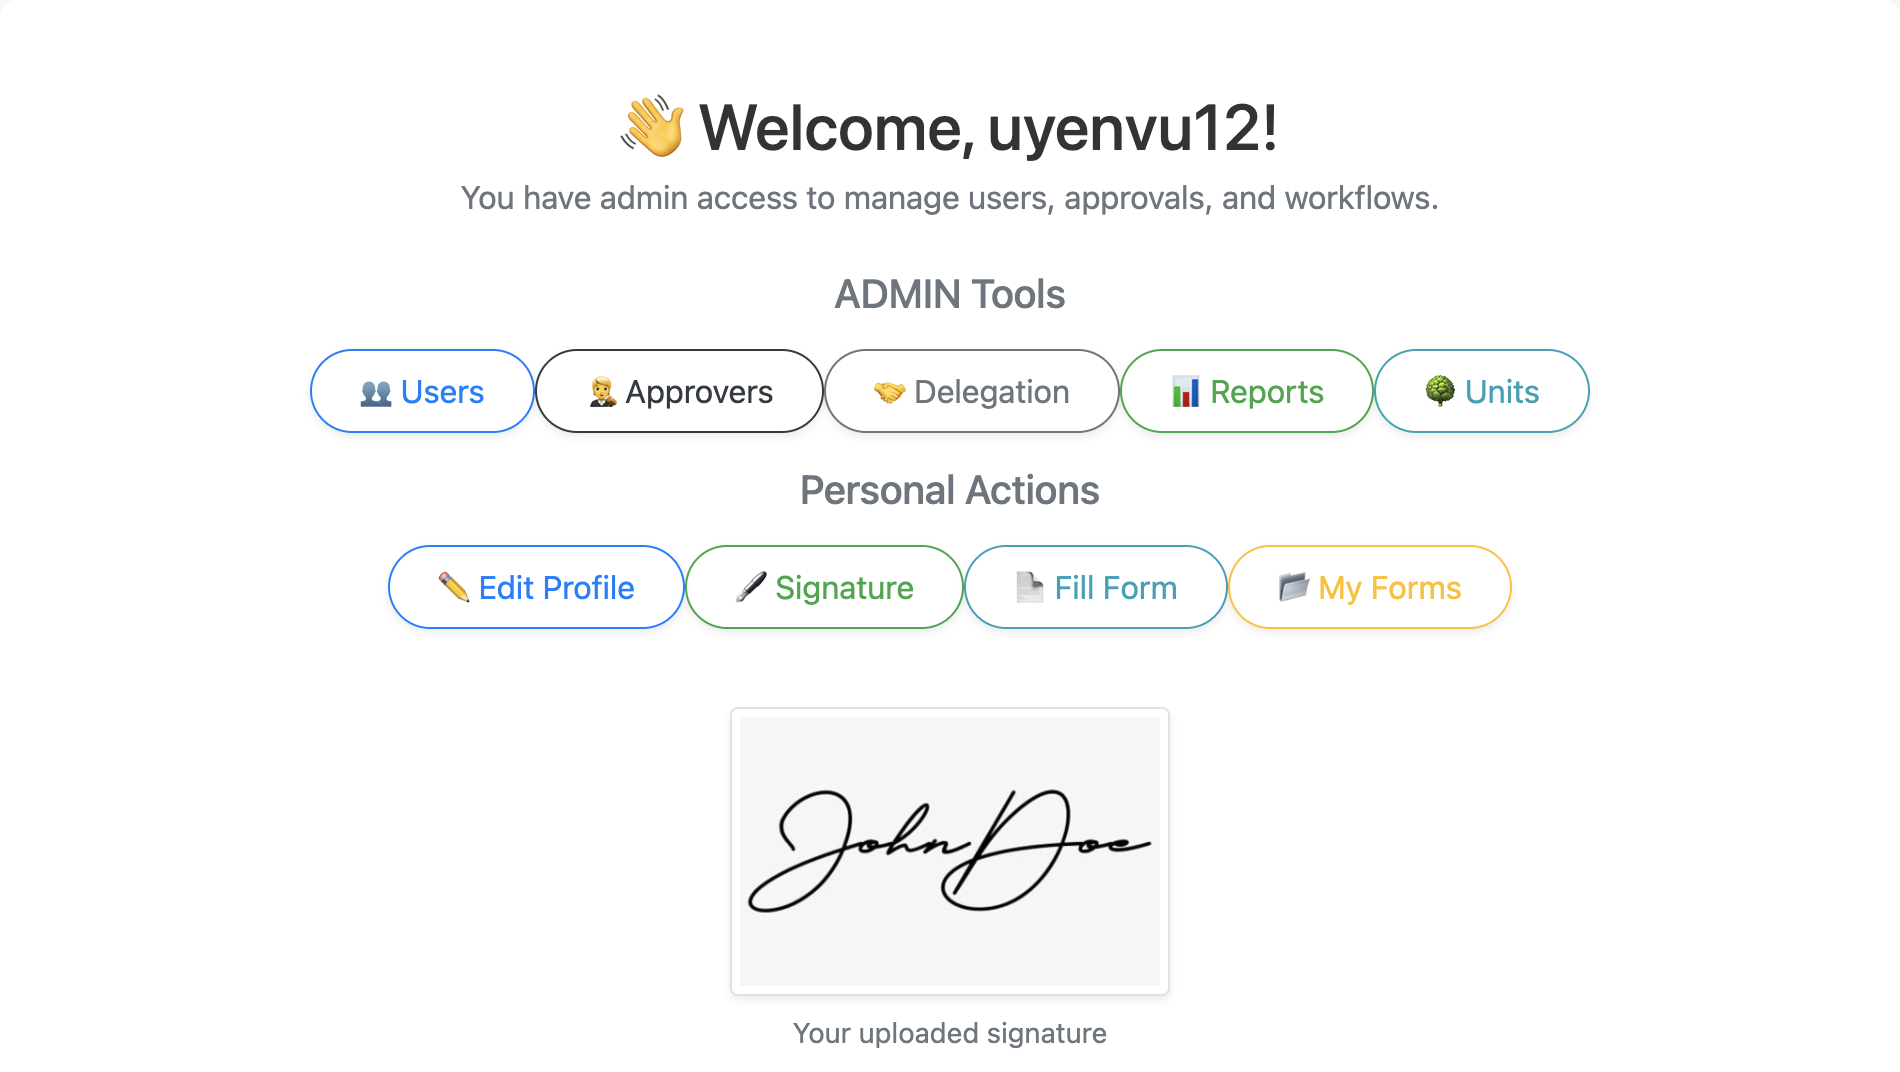 👋 Welcome, uyenvu12!
You have admin access to manage users, approvals, and workflows.
ADMIN Tools
👥 Users 🧑‍⚖️ Approvers 🤝 Delegation 📊 Reports 🌳 Units
Personal Actions
✏️ Edit Profile 🖋️ Signature 📄 Fill Form 📂 My Forms
John Doe
Your uploaded signature